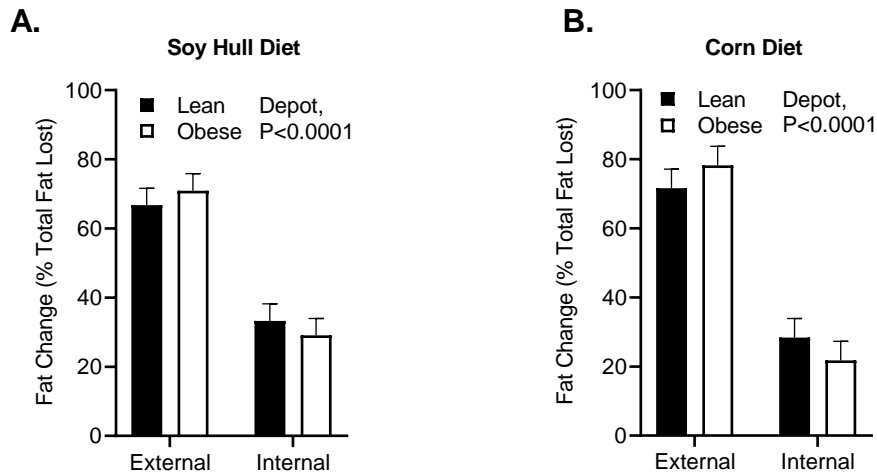 A.
Soy Hull Diet
Fat Change (% Total Fat Lost)
100
80
60
40
20
0
Lean Depot,
Obese P<0.0001
External Internal
B.
Corn Diet
Fat Change (% Total Fat Lost)
100
80
60
40
20
0
Lean Depot,
Obese P<0.0001
External Internal